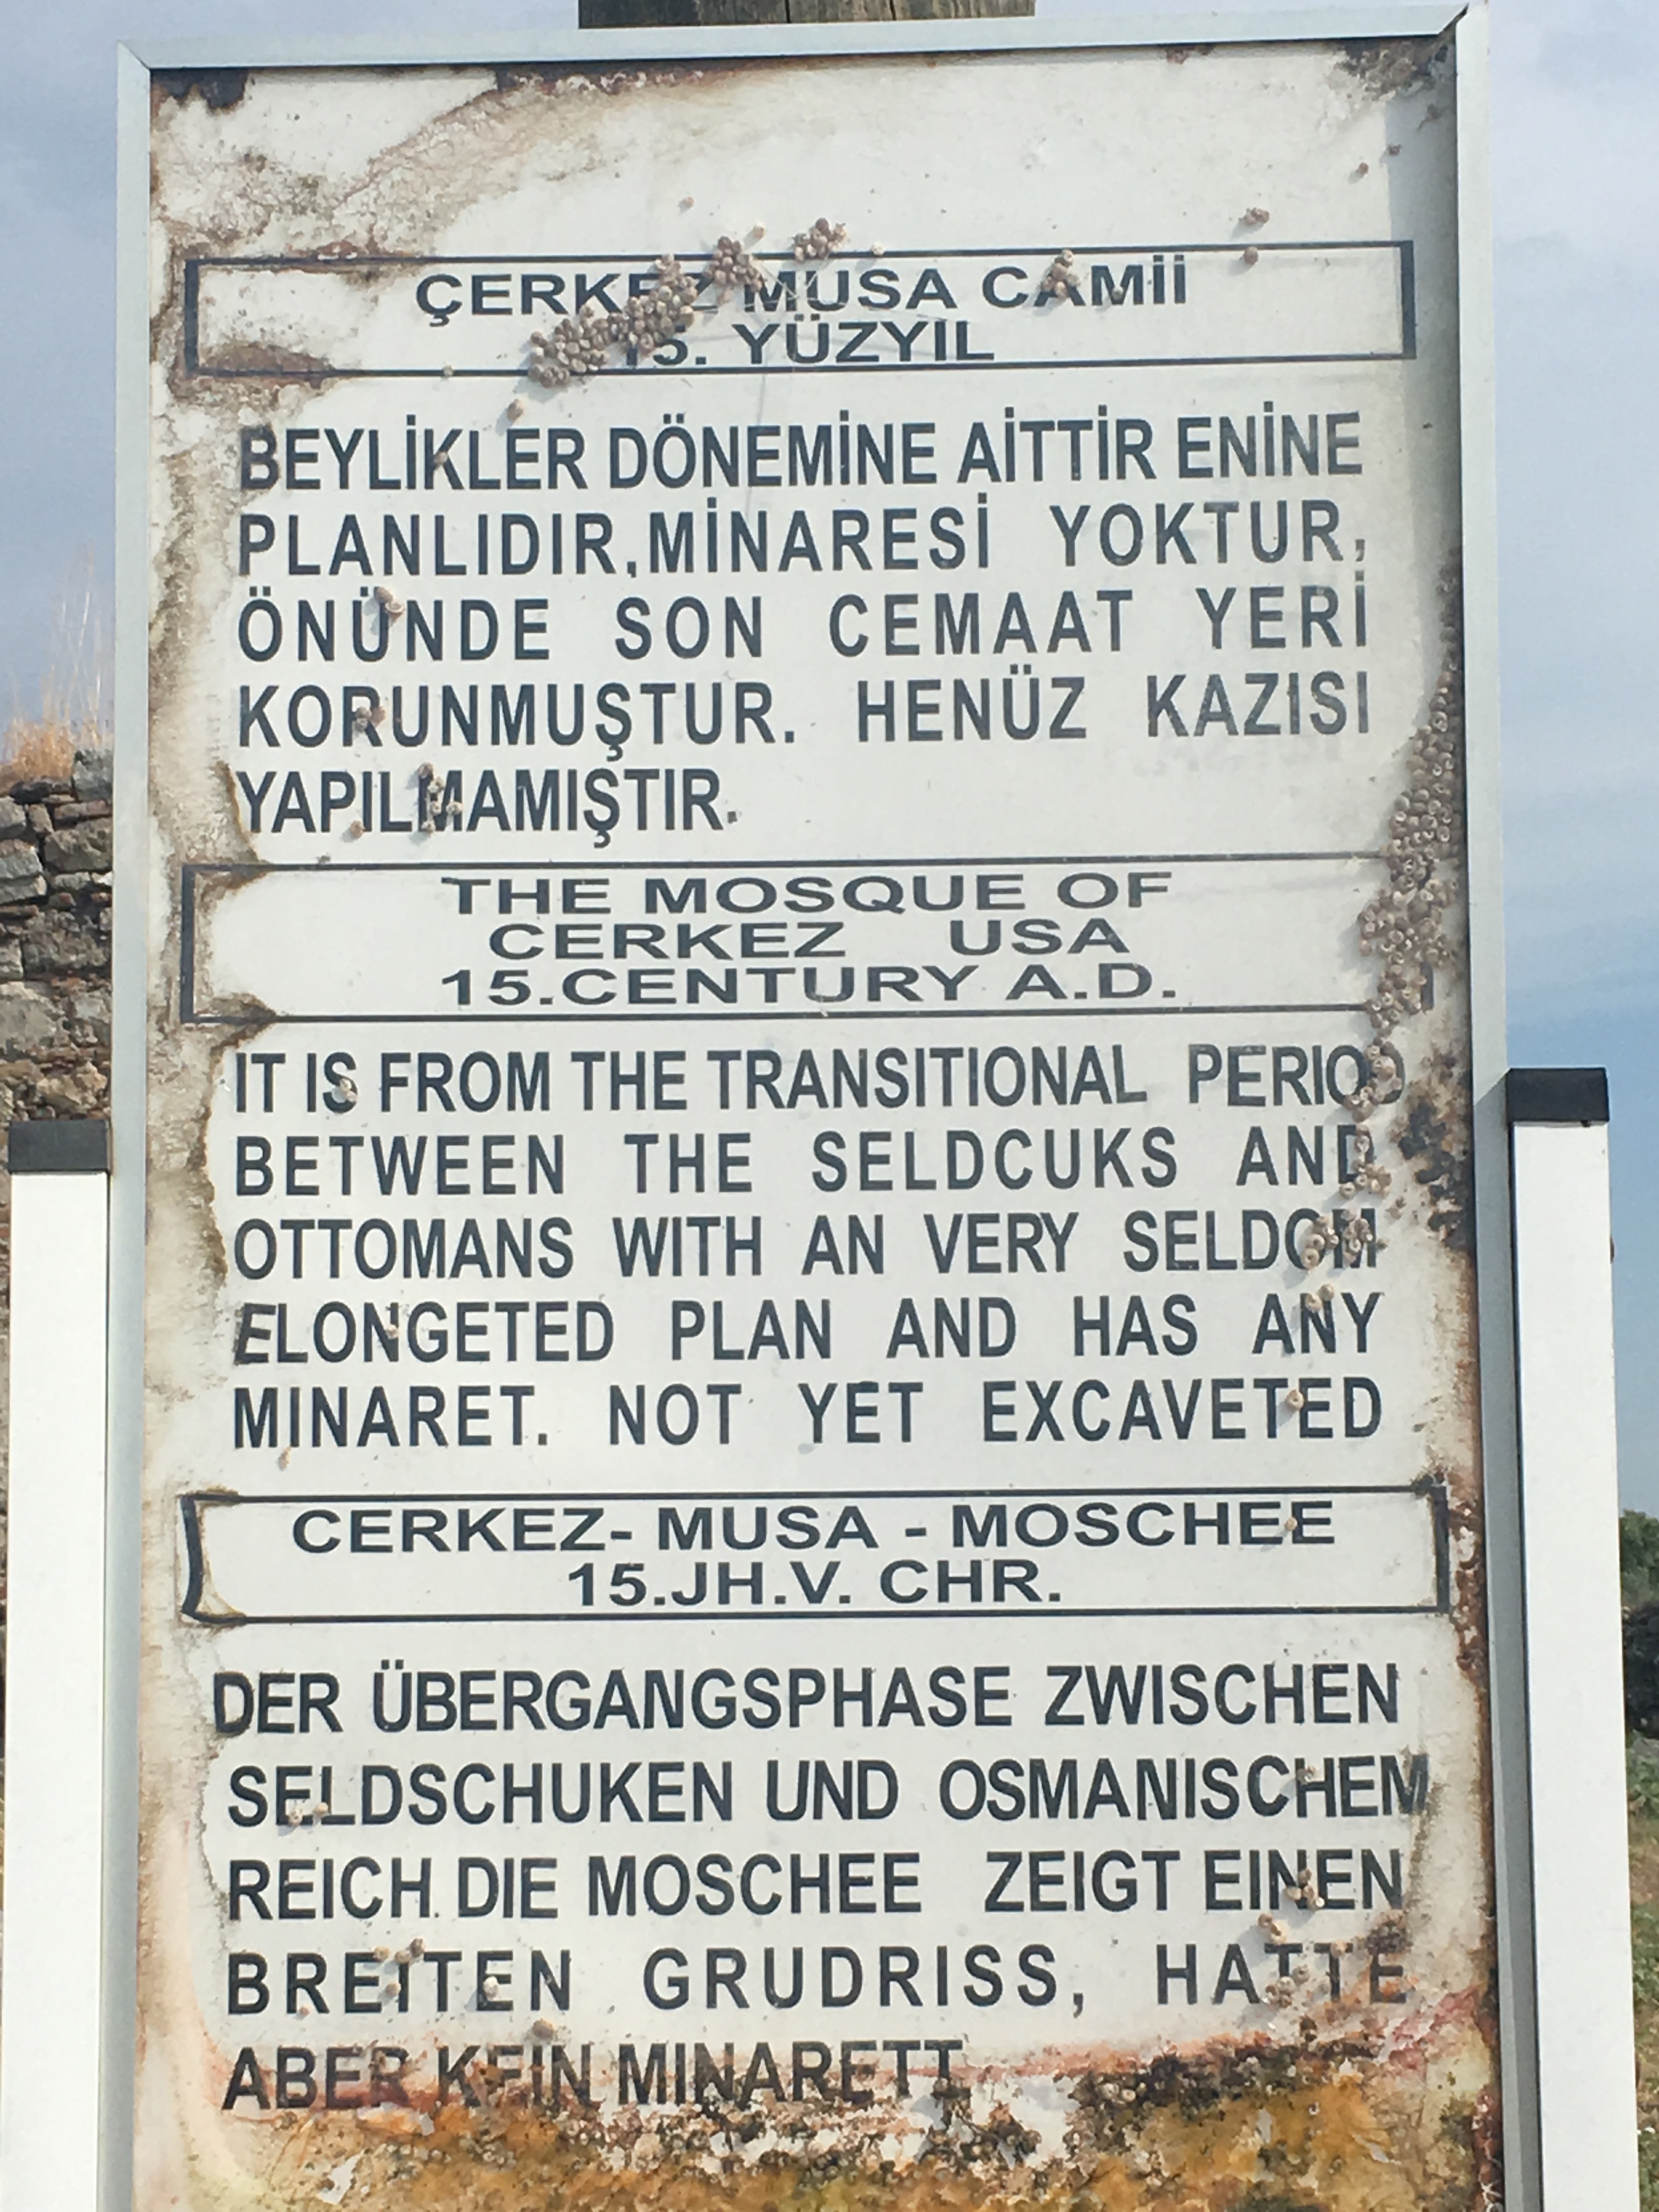 ÇERKEZ MUSA CAMİİ
15. YÜZYIL
BEYLİKLER DÖNEMİNE AİTTİR ENİNE
PLANLIDIR,MİNARESİ YOKTUR,
ÖNÜNDE SON CEMAAT YERİ
KORUNMUŞTUR. HENÜZ KAZISI
YAPILMAMIŞTIR.
THE MOSQUE OF
CERKEZ USA
15.CENTURY A.D.
IT IS FROM THE TRANSITIONAL PERIOD
BETWEEN THE SELDCUKS AND
OTTOMANS WITH AN VERY SELDOM
ELONGETED PLAN AND HAS ANY
MINARET. NOT YET EXCAVETED
CERKEZ- MUSA - MOSCHEE
15.JH.V. CHR.
DER ÜBERGANGSPHASE ZWISCHEN
SELDSCHUKEN UND OSMANISCHEM
REICH. DIE MOSCHEE ZEIGT EINEN
BREITEN GRUDRISS, HATTE
ABER KEIN MINARETT